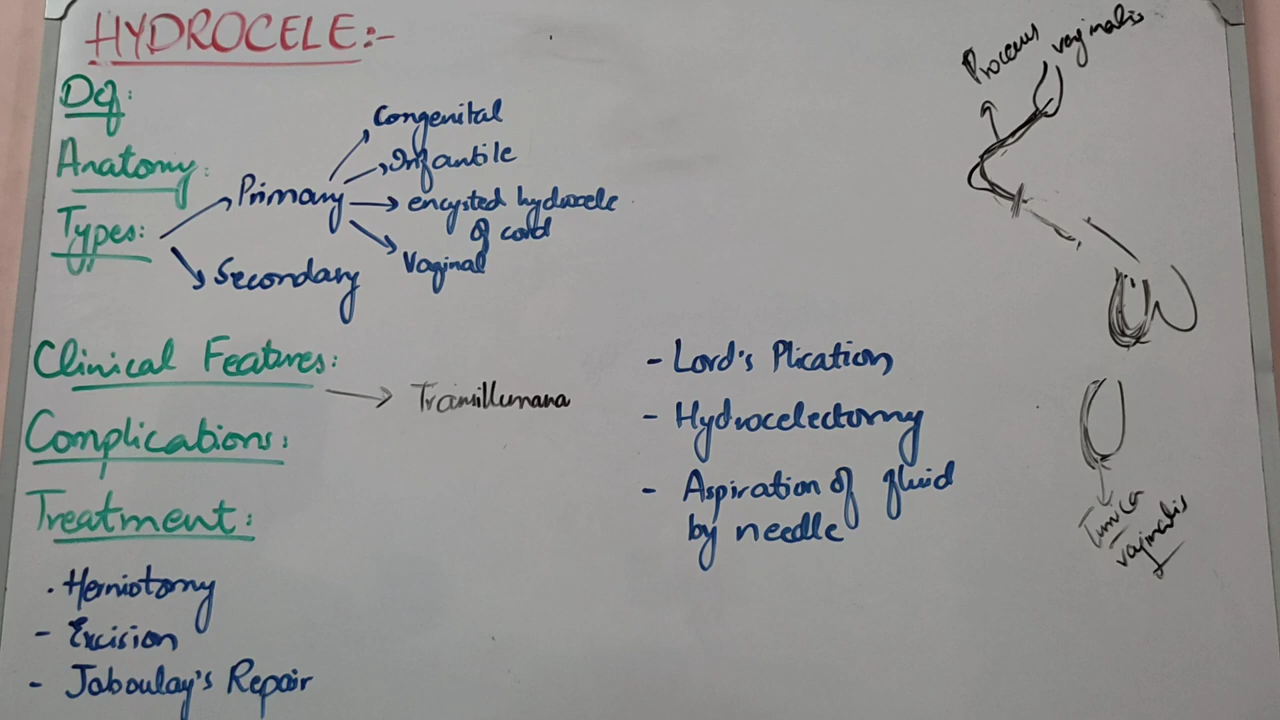 HYDROCELE:-
Def:
Anatomy:
Types:
Primary
Congenital
Infantile
encysted hydrocele
of cord
Vaginal
Secondary
Clinical Features:
Transillumana
Complications:
Treatment:
· Herniotomy
- Excision
- Jaboulay's Repair
- Lord's Plication
- Hydrocelectomy
- Aspiration of fluid
by needle
Processus vaginalis
Tunica
vaginalis